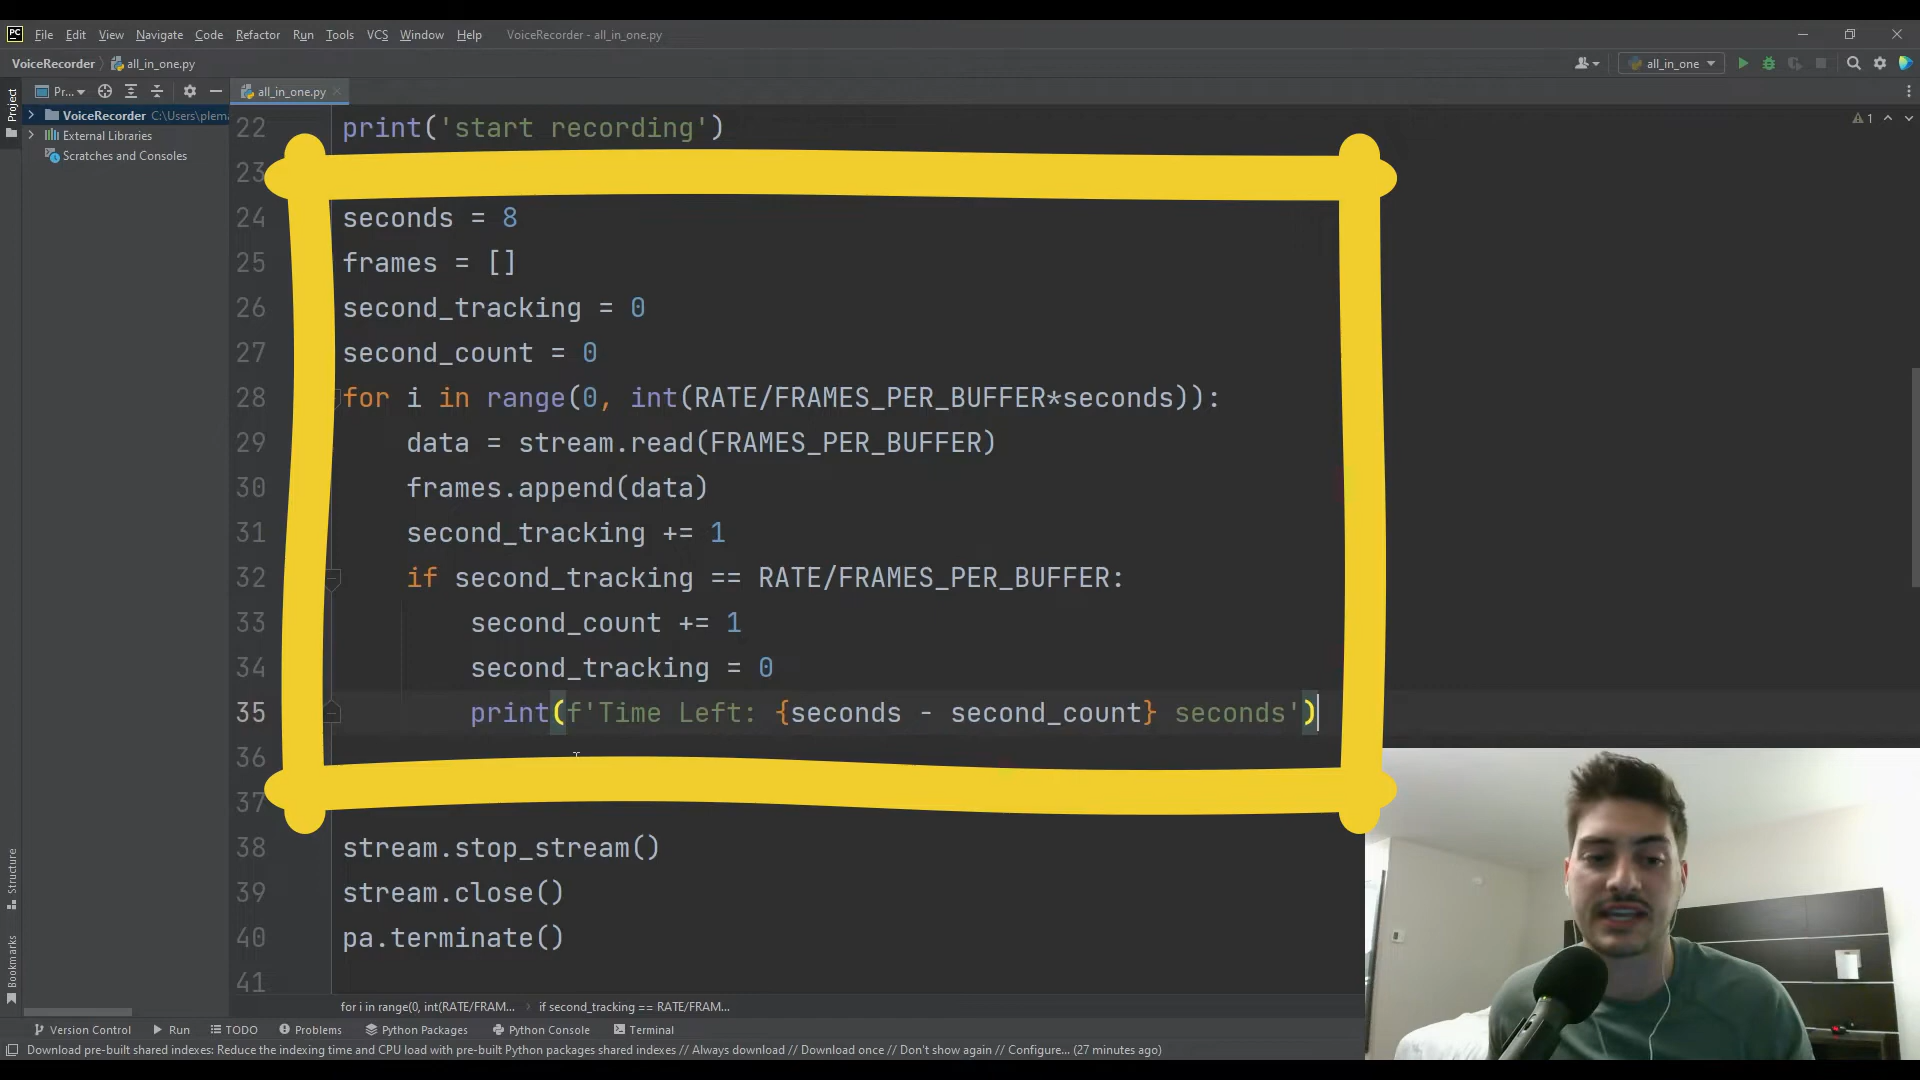 PC File Edit View Navigate Code Refactor Run Tools VCS Window Help VoiceRecorder - all_in_one.py
VoiceRecorder all_in_one.py all_in_one
Project
Pr... all_in_one.py
VoiceRecorder C:\Users\plema
External Libraries
Scratches and Consoles
1
22 print('start recording')
23
24 seconds = 8
25 frames = []
26 second_tracking = 0
27 second_count = 0
28 for i in range(0, int(RATE/FRAMES_PER_BUFFER*seconds)):
29 data = stream.read(FRAMES_PER_BUFFER)
30 frames.append(data)
31 second_tracking += 1
32 if second_tracking == RATE/FRAMES_PER_BUFFER:
33 second_count += 1
34 second_tracking = 0
35 print(f'Time Left: {seconds - second_count} seconds')
36
37
38 stream.stop_stream()
39 stream.close()
40 pa.terminate()
41
Structure
Bookmarks
for i in range(0, int(RATE/FRAM... if second_tracking == RATE/FRAM...
Version Control Run TODO Problems Python Packages Python Console Terminal
Download pre-built shared indexes: Reduce the indexing time and CPU load with pre-built Python packages shared indexes // Always download // Download once // Don't show again // Configure... (27 minutes ago)